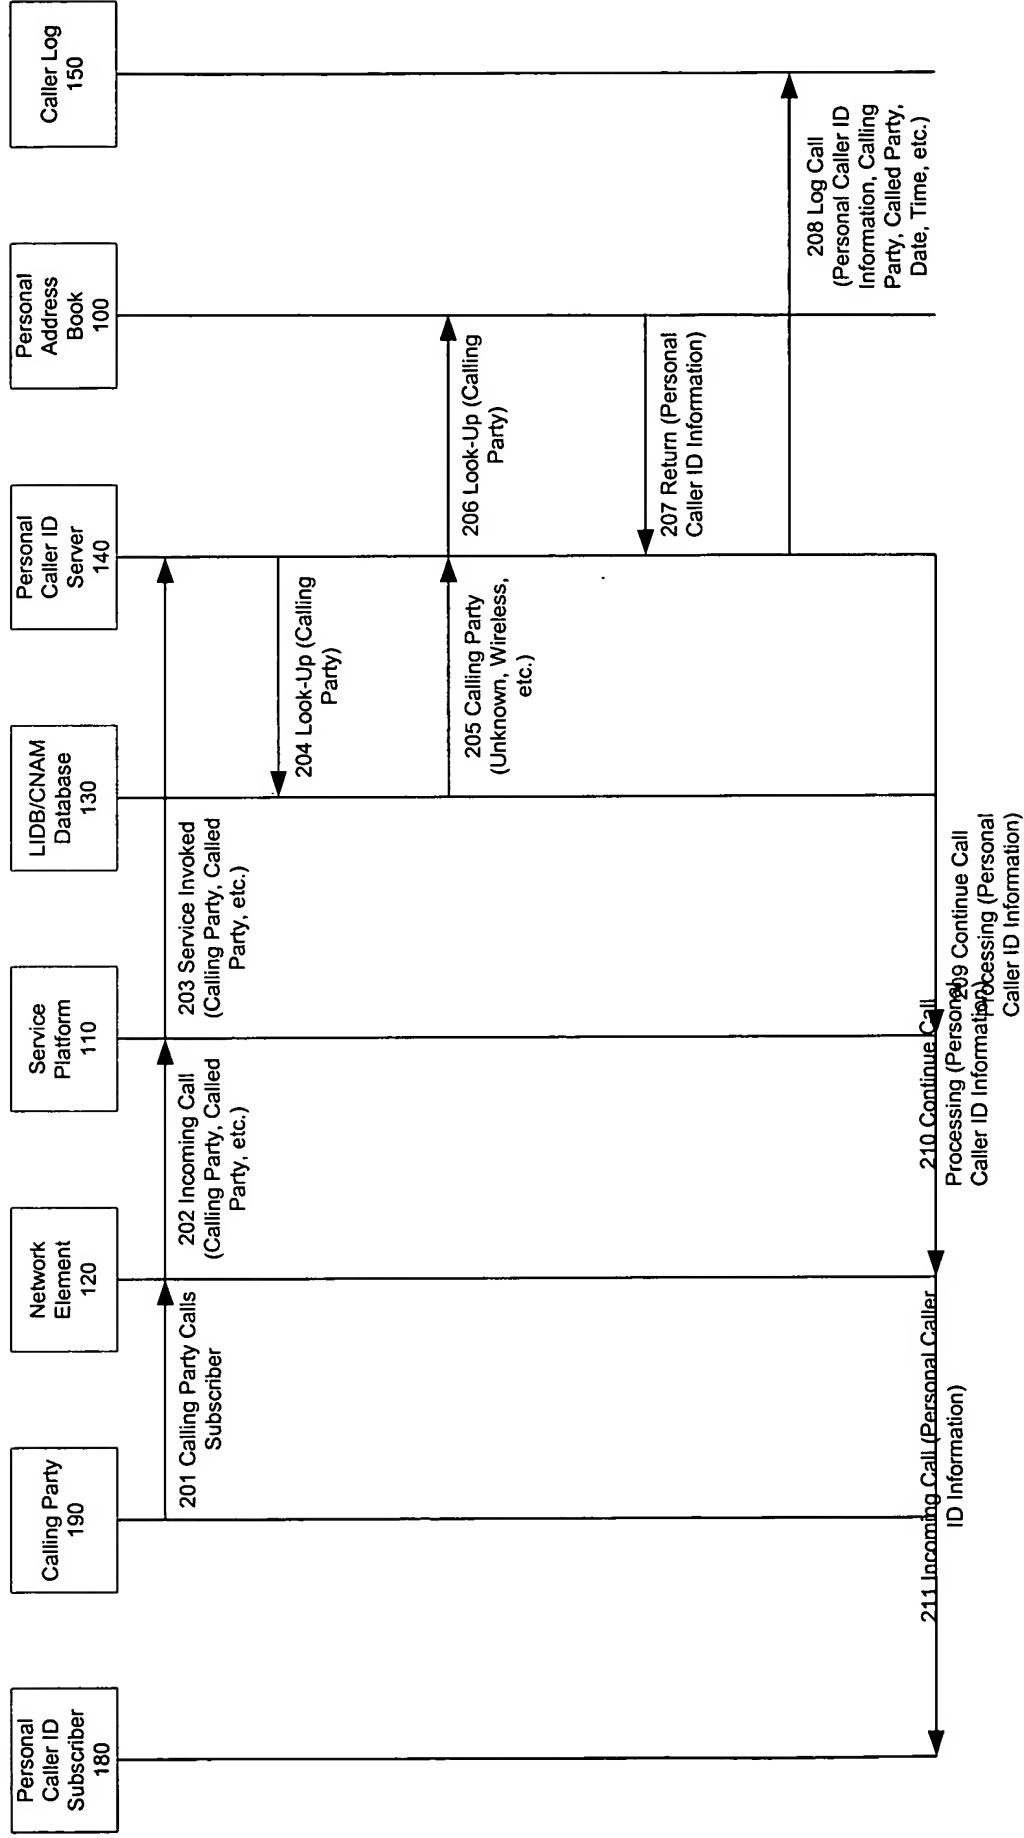 Personal
Caller ID
Subscriber
180
Calling Party
190
Network
Element
120
Service
Platform
110
LIDB/CNAM
Database
130
Personal
Caller ID
Server
140
Personal
Address
Book
100
Caller Log
150
201 Calling Party Calls
Subscriber
202 Incoming Call
(Calling Party, Called
Party, etc.)
203 Service Invoked
(Calling Party, Called
Party, etc.)
204 Look-Up (Calling
Party)
205 Calling Party
(Unknown, Wireless,
etc.)
206 Look-Up (Calling
Party)
207 Return (Personal
Caller ID Information)
208 Log Call
(Personal Caller ID
Information, Calling
Party, Called Party,
Date, Time, etc.)
209 Continue Call
Processing (Personal
Caller ID Information)
210 Continue Call
Processing (Personal
Caller ID Information)
211 Incoming Call (Personal Caller
ID Information)